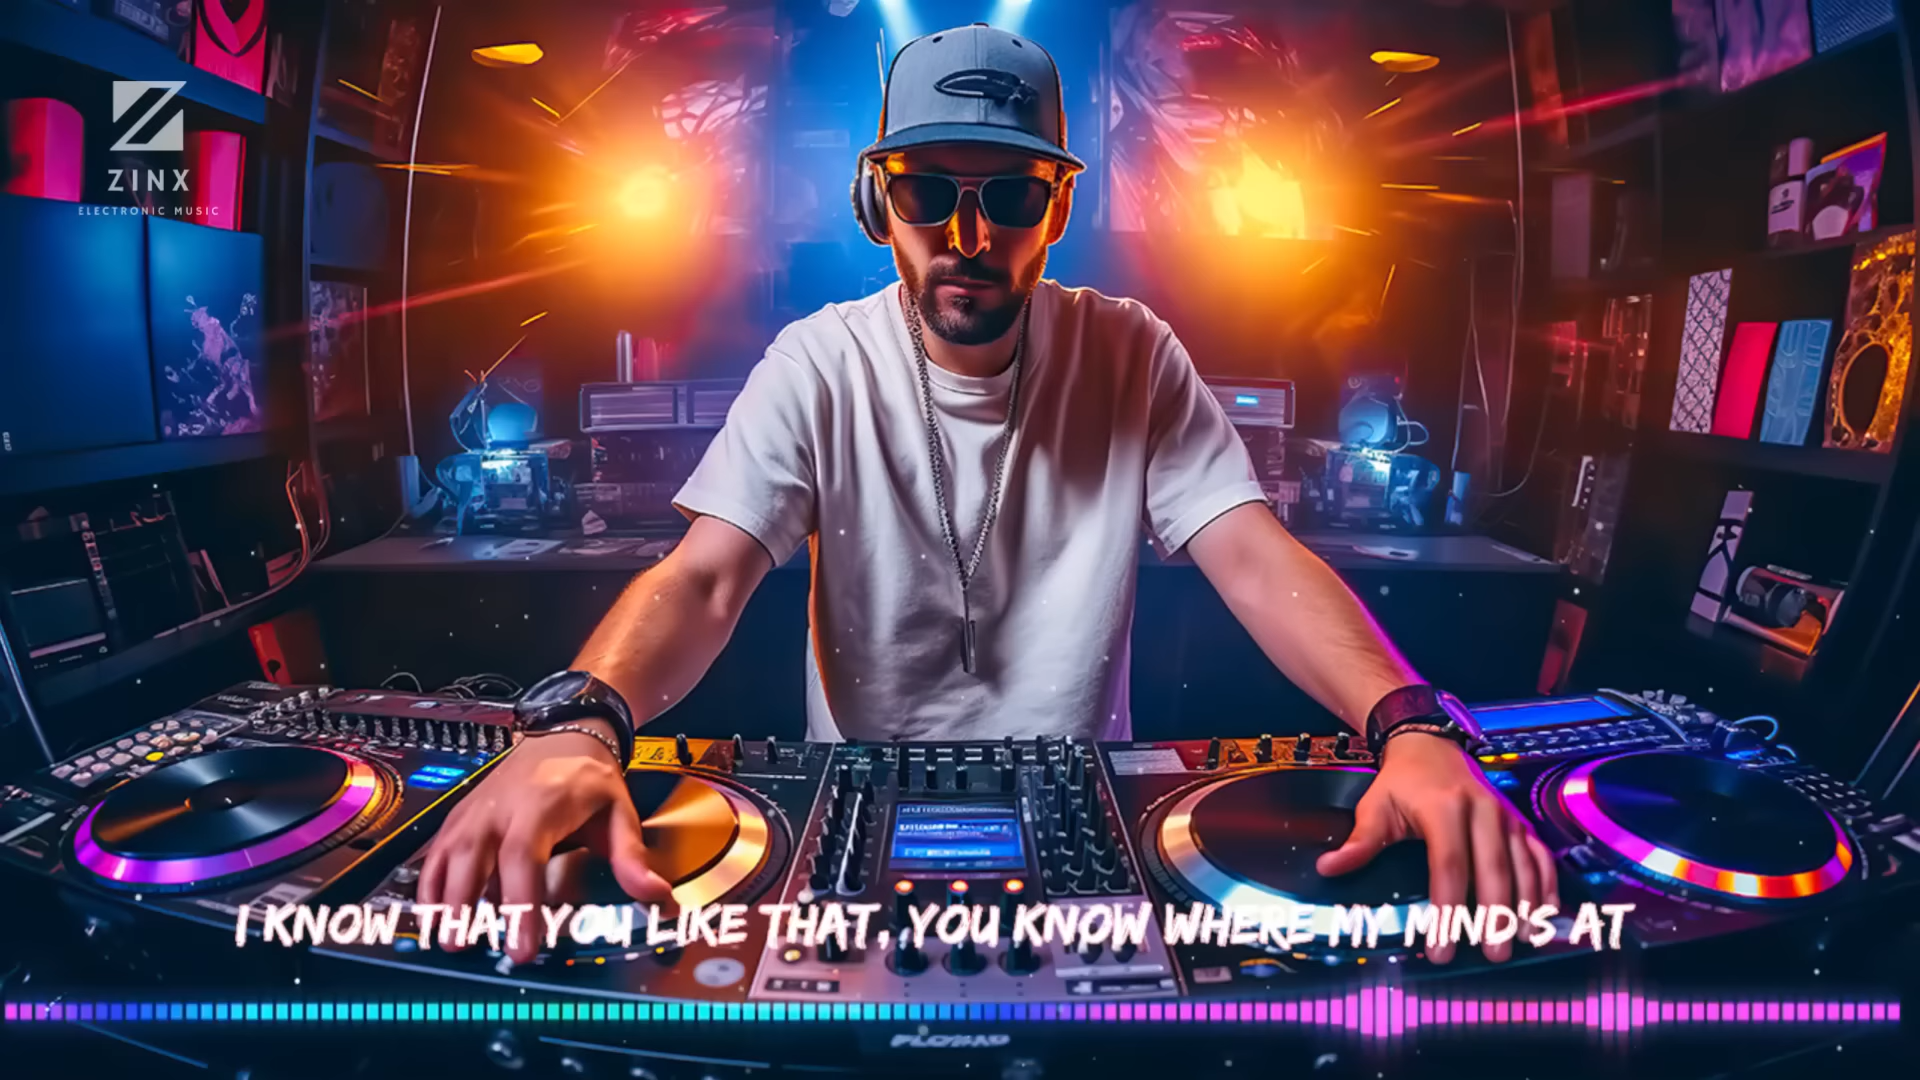 ZINX
ELECTRONIC MUSIC
I KNOW THAT YOU LIKE THAT, YOU KNOW WHERE MY MIND'S AT